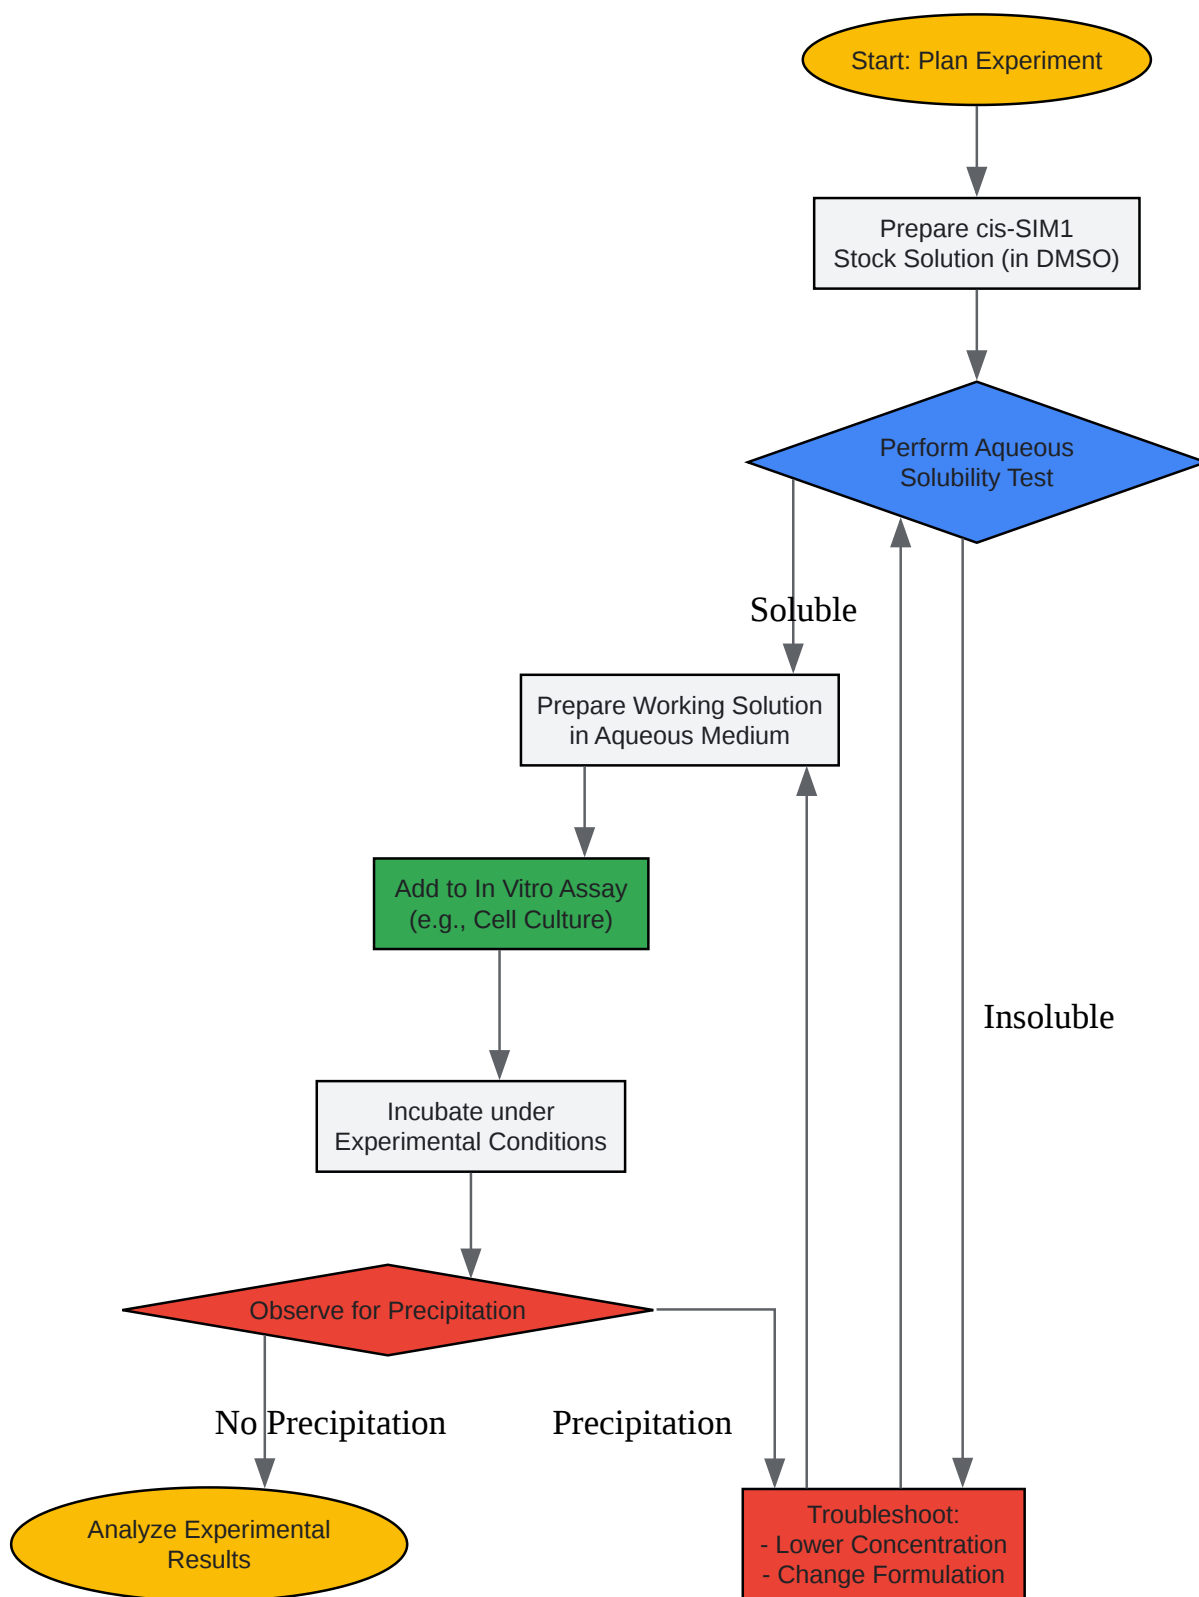 Start: Plan Experiment
Prepare cis-SIM1
Stock Solution (in DMSO)
Perform Aqueous
Solubility Test
Soluble
Prepare Working Solution
in Aqueous Medium
Add to In Vitro Assay
(e.g., Cell Culture)
Insoluble
Incubate under
Experimental Conditions
Observe for Precipitation
No Precipitation
Precipitation
Analyze Experimental
Results
Troubleshoot:
- Lower Concentration
- Change Formulation